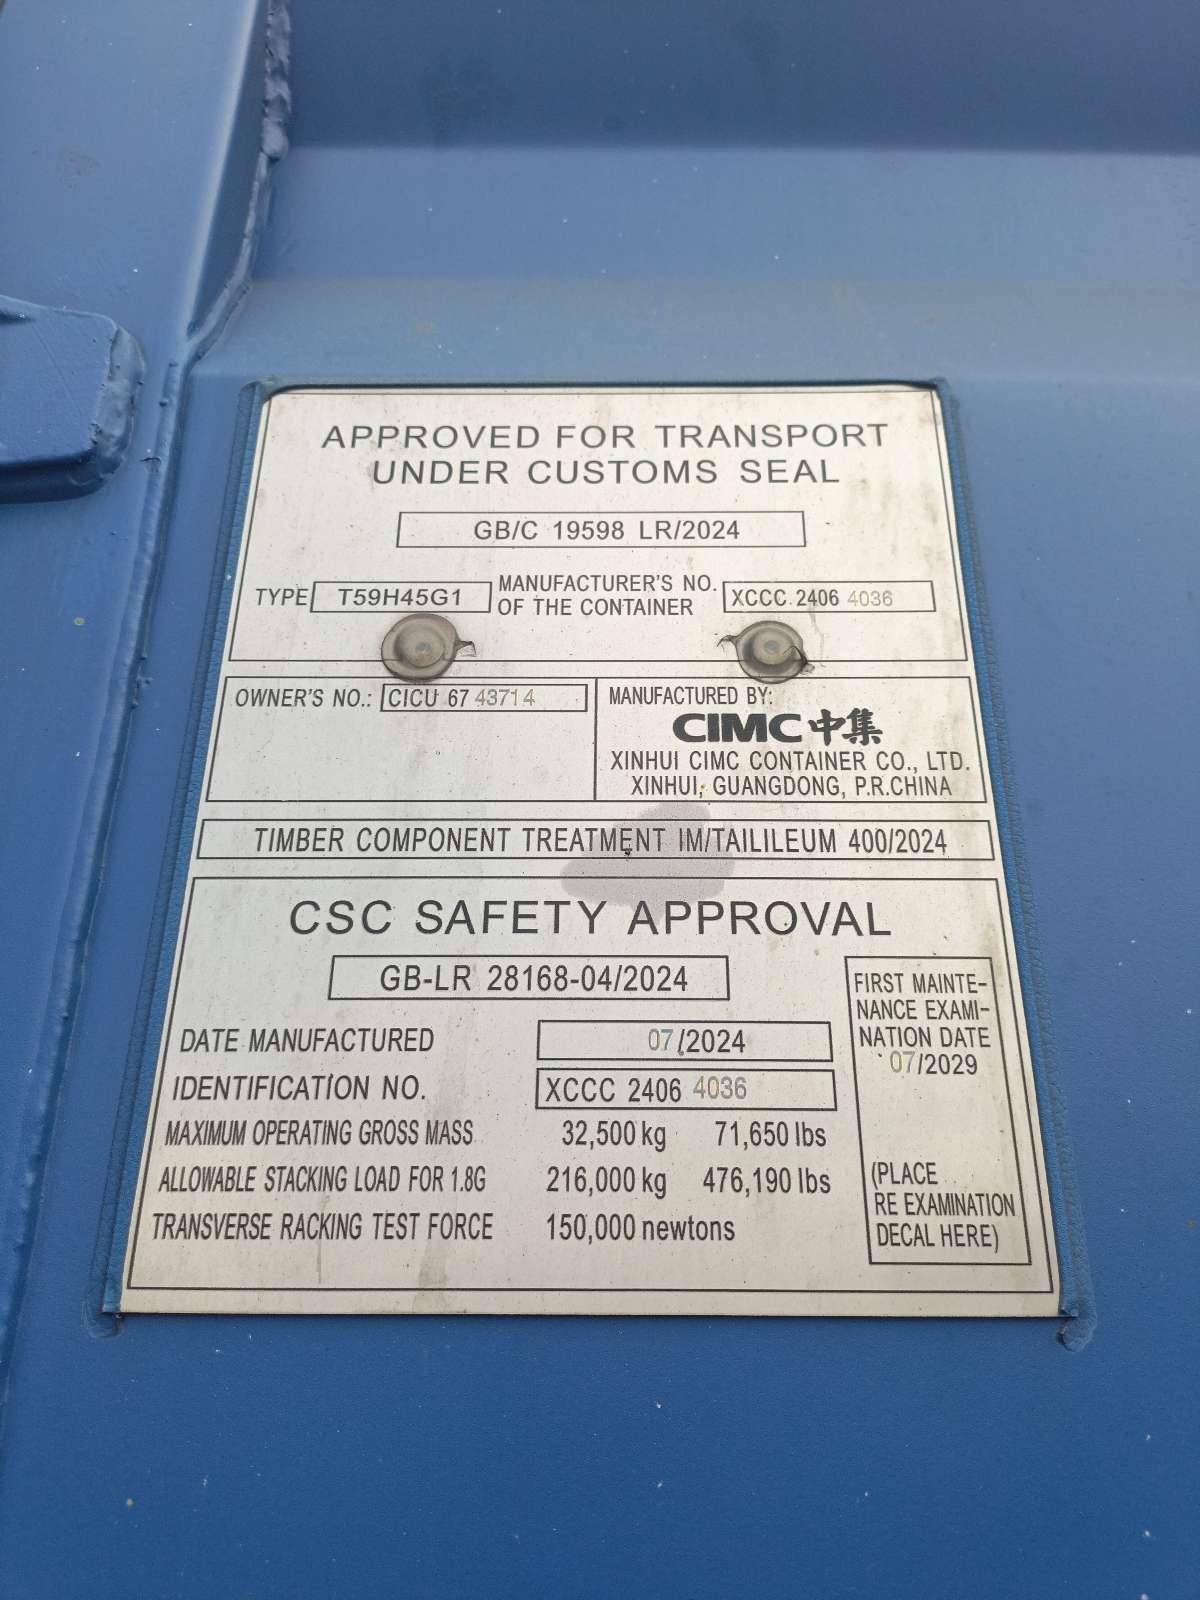 APPROVED FOR TRANSPORT
UNDER CUSTOMS SEAL
GB/C 19598 LR/2024
TYPE T59H45G1
MANUFACTURER'S NO.
OF THE CONTAINER
XCCC 2406 4036
OWNER'S NO.: CICU 67 43714
MANUFACTURED BY:
CIMC中集
XINHUI CIMC CONTAINER CO., LTD.
XINHUI, GUANGDONG, P.R.CHINA
TIMBER COMPONENT TREATMENT IM/TAILILEUM 400/2024
CSC SAFETY APPROVAL
GB-LR 28168-04/2024
DATE MANUFACTURED 07/2024
IDENTIFICATION NO. XCCC 2406 4036
MAXIMUM OPERATING GROSS MASS 32,500 kg 71,650 lbs
ALLOWABLE STACKING LOAD FOR 1.8G 216,000 kg 476,190 lbs
TRANSVERSE RACKING TEST FORCE 150,000 newtons
FIRST MAINTE-
NANCE EXAMI-
NATION DATE
07/2029
(PLACE
RE EXAMINATION
DECAL HERE)